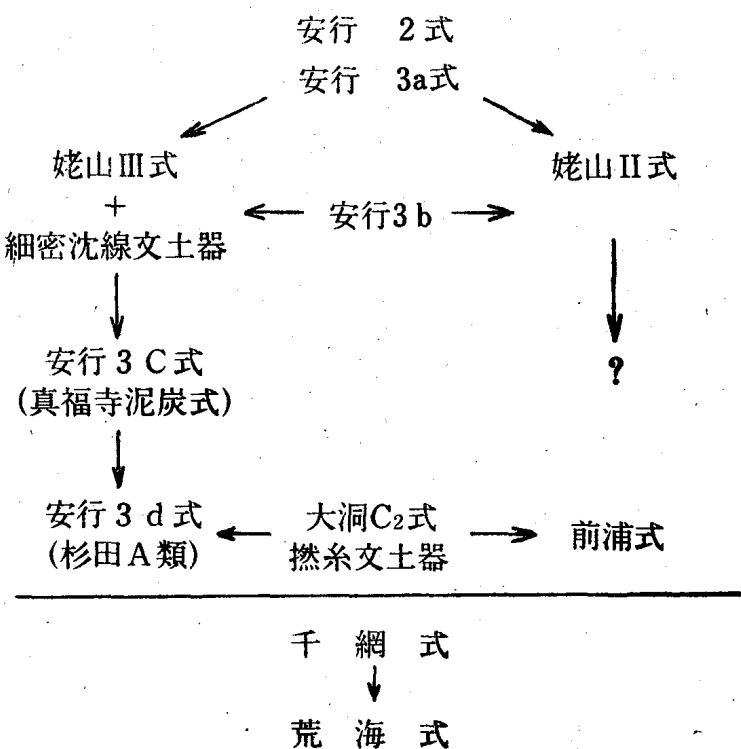 安行　2式
安行　3a式
姥山III式
姥山II式
+
安行3b
細密沈線文土器
安行3C式
(真福寺泥炭式)
?
安行3d式
(杉田A類)
大洞C₂式
撚糸文土器
前浦式
千網式
荒海式